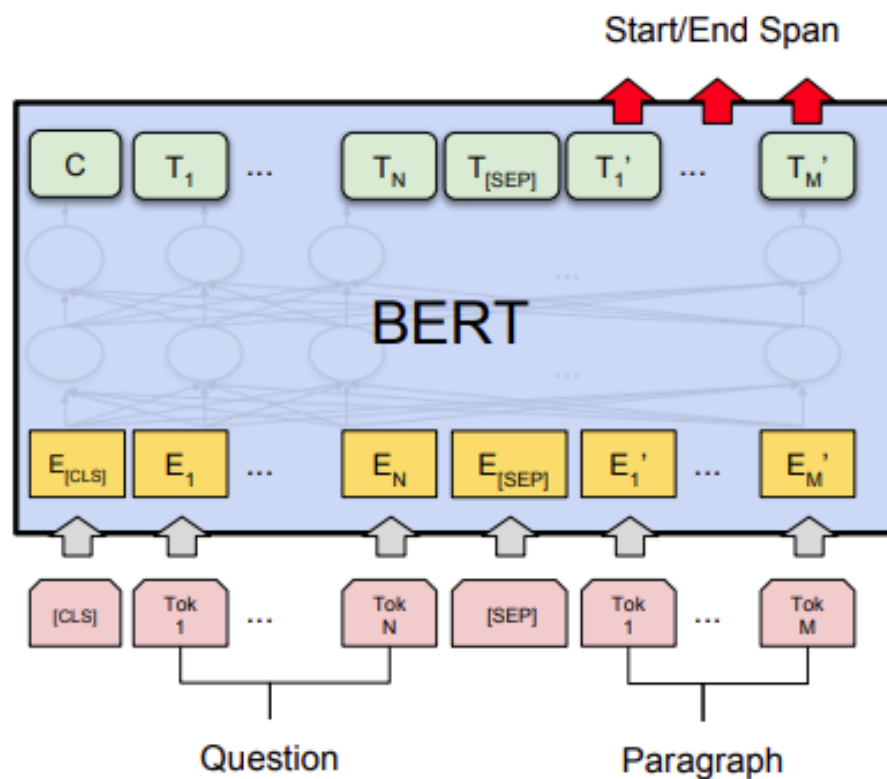 Start/End Span
C T1 ... TN T[SEP] T1' ... TM'
...
BERT
...
E[CLS] E1 ... EN E[SEP] E1' ... EM'
[CLS] Tok 1 ... Tok N [SEP] Tok 1 ... Tok M
Question Paragraph